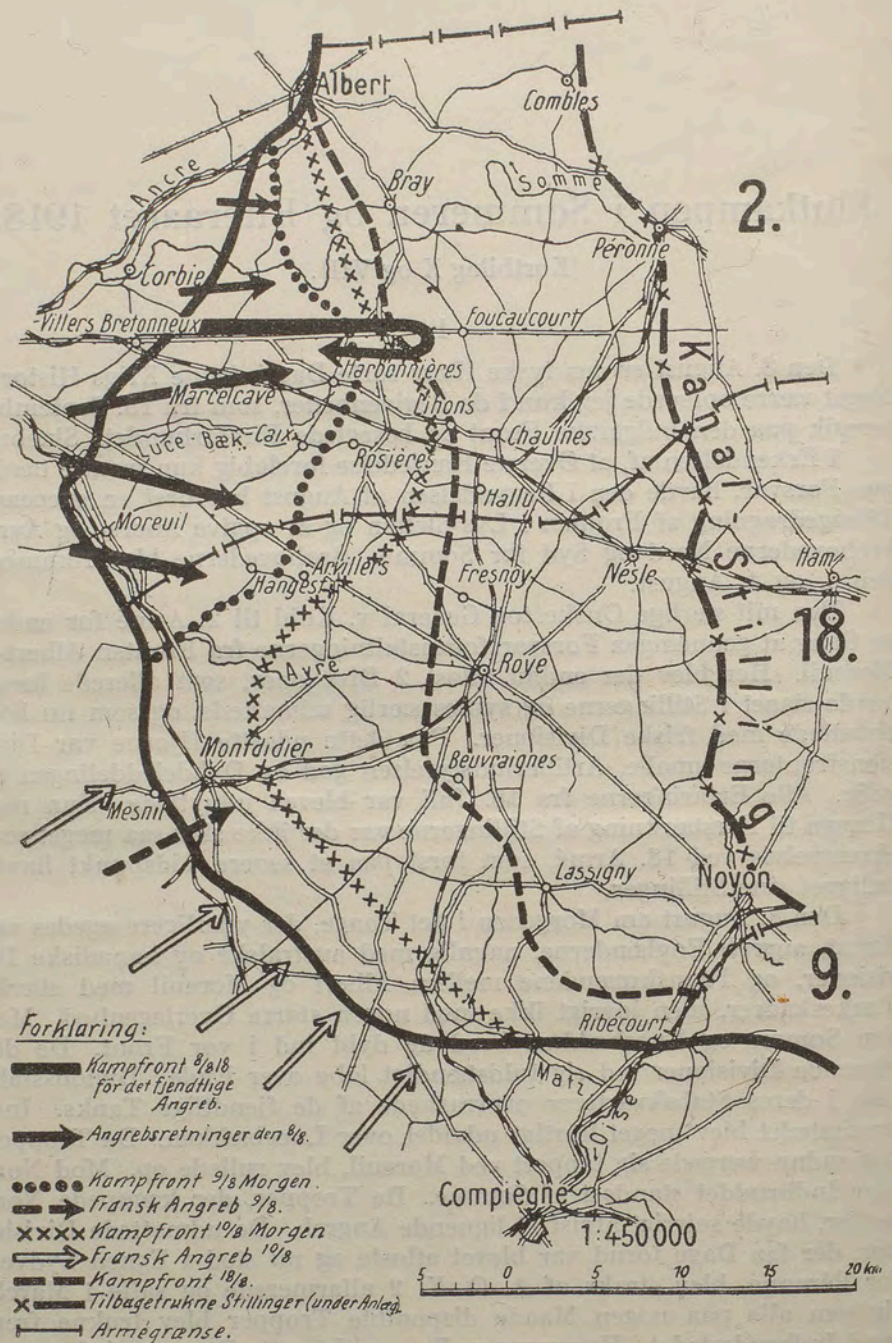 Albert
Combles
Ancre
Somme
Bray
2.
Péronne
Corbie
Villers Bretonneux
Foucaucourt
Harbonnières
Marcelcave
Lihons
Kanal-Stilling
Luce-Bæk
Caix
Chaulnes
Rosières
Hallu
Moreuil
Ham
Arvillers
Hangest
Fresnoy
Nesle
18.
Avre
Roye
Montdidier
Beuvraignes
Mesnil
Lassigny
Noyon
9.
Ribécourt
Matz
Oise
Compiègne
1:450000
5 0 5 10 15 20 km
Forklaring:
Kampfront 8/8 18
før det fjendtlige
Angreb.
Angrebsretninger den 8/8.
Kampfront 9/8 Morgen.
Fransk Angreb 9/8.
Kampfront 10/8 Morgen
Fransk Angreb 10/8
Kampfront 18/8.
Tilbagetrukne Stillinger (under Anlæg).
Armégrænse.